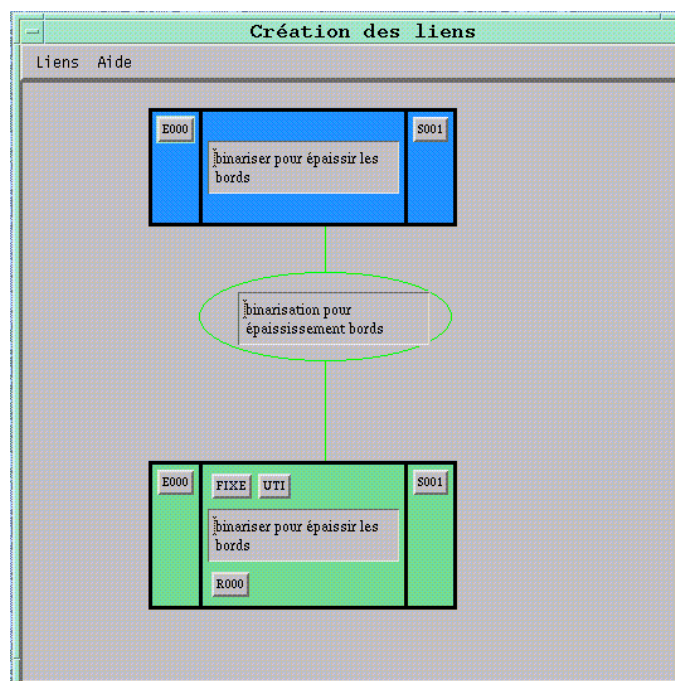 Création des liens
Liens Aide
E000
S001
binariser pour épaissir les
bords
binarisation pour
épaississement bords
E000
FIXE UTI
S001
binariser pour épaissir les
bords
R000